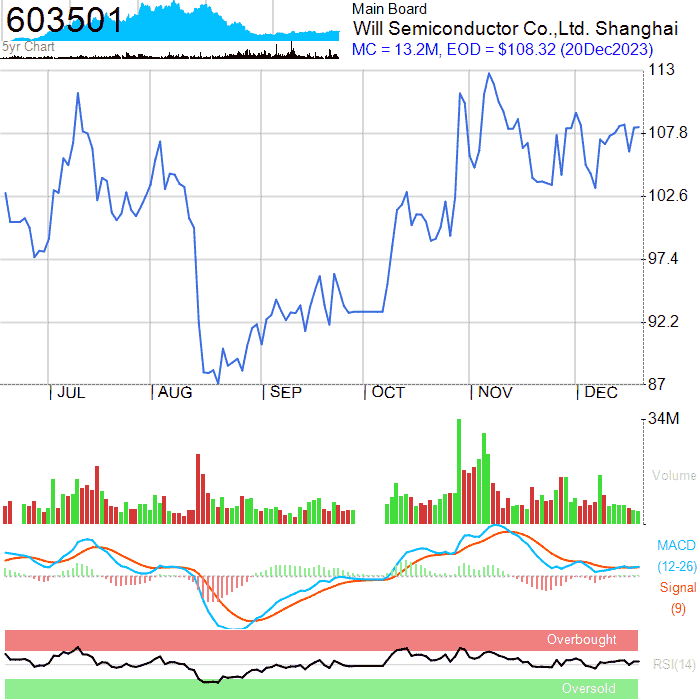 603501
Main Board
Will Semiconductor Co.,Ltd. Shanghai
5yr Chart
MC = 13.2M, EOD = $108.32 (20Dec2023)
113
107.8
102.6
97.4
92.2
87
JUL AUG SEP OCT NOV DEC
34M
Volume
MACD
(12-26)
Signal
(9)
Overbought
RSI(14)
Oversold